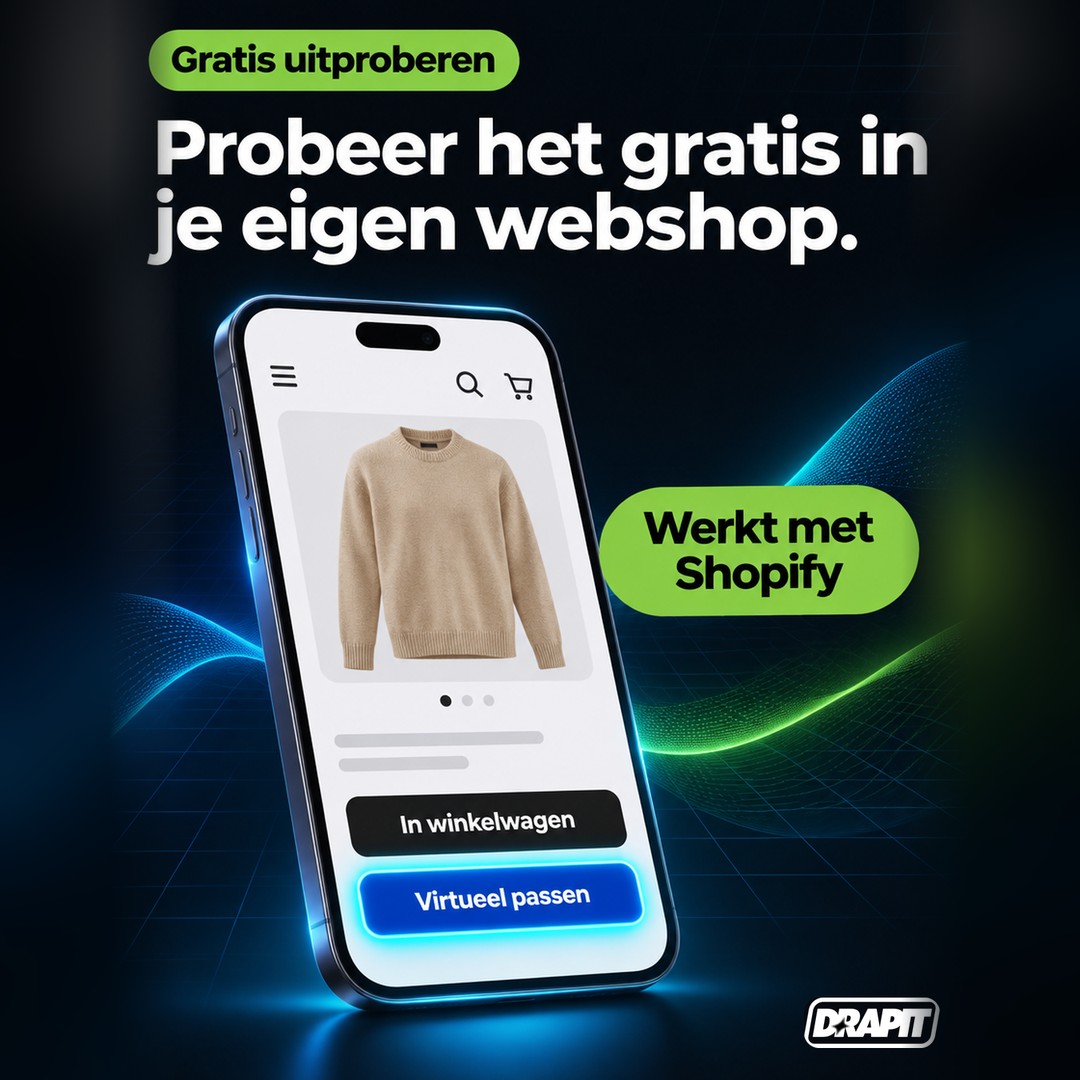 Gratis uitproberen
Probeer het gratis in
je eigen webshop.
Werkt met
Shopify
In winkelwagen
Virtueel passen
DRAPIT